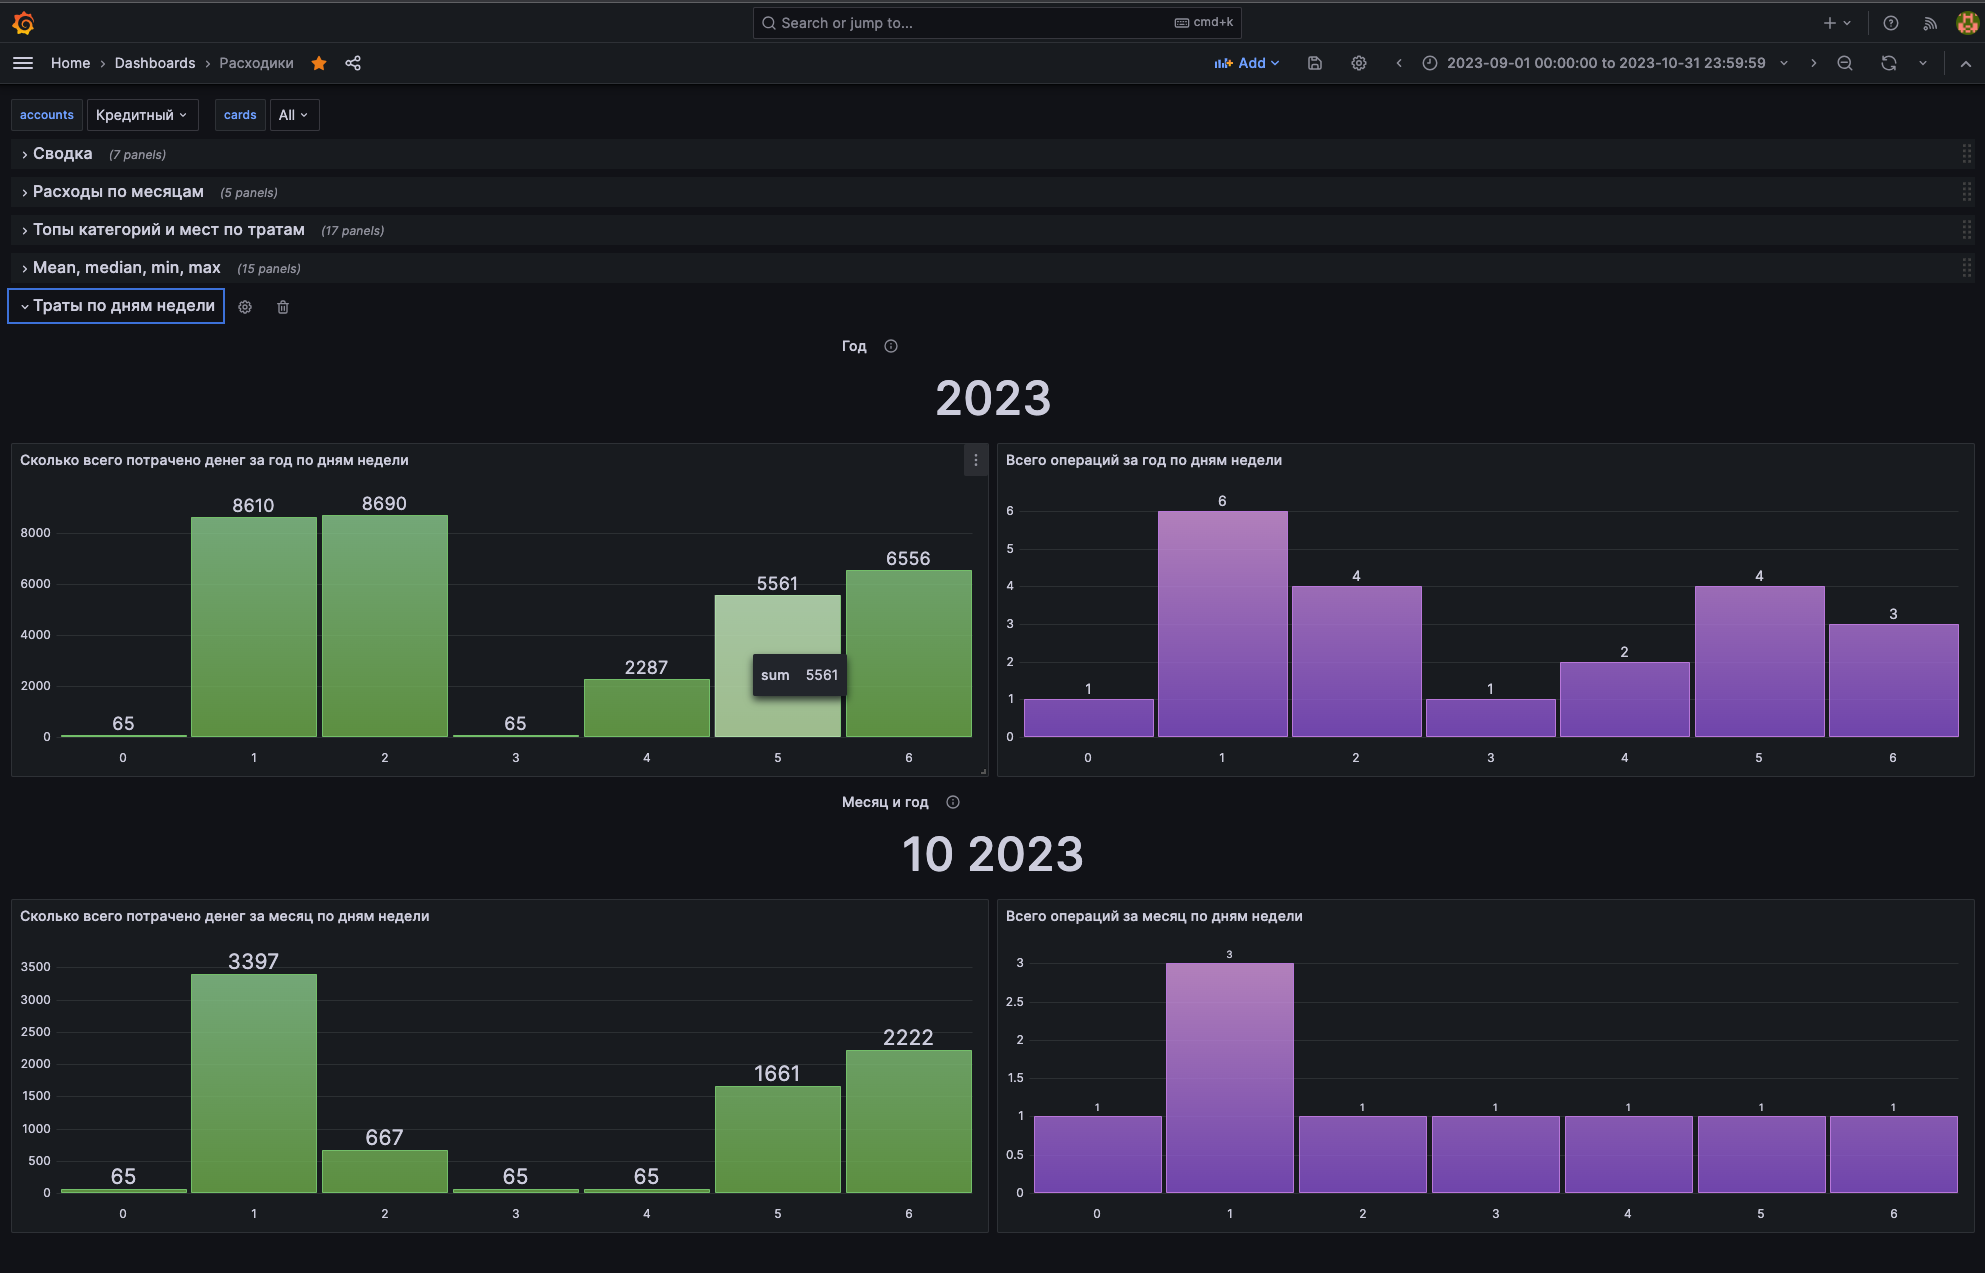 Search or jump to... cmd+k
Home › Dashboards › Расходики
Add 2023-09-01 00:00:00 to 2023-10-31 23:59:59
accounts Кредитный cards All
Сводка (7 panels)
Расходы по месяцам (5 panels)
Топы категорий и мест по тратам (17 panels)
Mean, median, min, max (15 panels)
Траты по дням недели
Год
2023
Сколько всего потрачено денег за год по дням недели
8000
6000
4000
2000
0
65 8610 8690 65 2287 5561 6556
sum 5561
0 1 2 3 4 5 6
Всего операций за год по дням недели
6
5
4
3
2
1
0
1 6 4 1 2 4 3
0 1 2 3 4 5 6
Месяц и год
10 2023
Сколько всего потрачено денег за месяц по дням недели
3500
3000
2500
2000
1500
1000
500
0
65 3397 667 65 65 1661 2222
0 1 2 3 4 5 6
Всего операций за месяц по дням недели
3
2.5
2
1.5
1
0.5
0
1 3 1 1 1 1 1
0 1 2 3 4 5 6